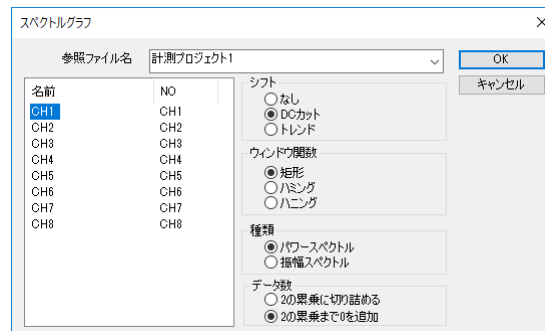 スペクトルグラフ
参照ファイル名 計測プロジェクト1
OK
キャンセル
名前 NO
CH1 CH1
CH2 CH2
CH3 CH3
CH4 CH4
CH5 CH5
CH6 CH6
CH7 CH7
CH8 CH8
シフト
なし
DCカット
トレンド
ウィンドウ関数
矩形
ハミング
ハニング
種類
パワースペクトル
振幅スペクトル
データ数
2の累乗に切り詰める
2の累乗まで0を追加